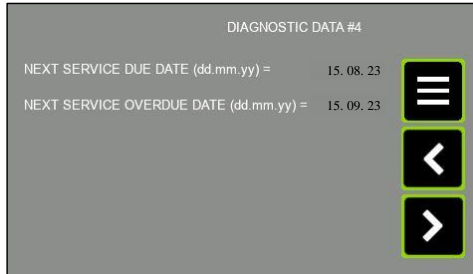 DIAGNOSTIC DATA #4
NEXT SERVICE DUE DATE (dd.mm.yy) = 15. 08. 23
NEXT SERVICE OVERDUE DATE (dd.mm.yy) = 15. 09. 23